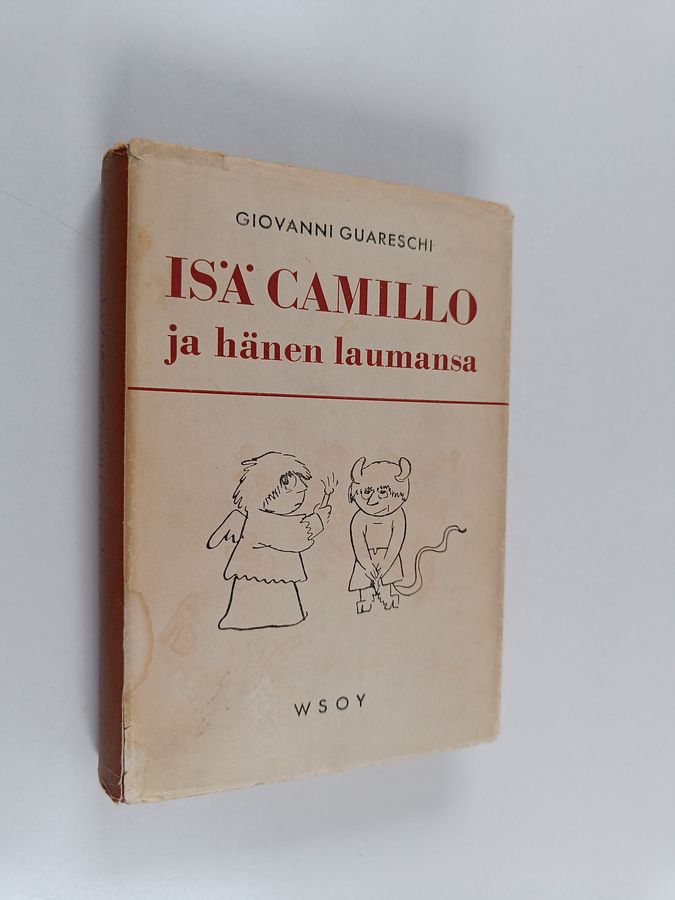 GIOVANNI GUARESCHI
ISÄ CAMILLO
ja hänen laumansa
WSOY